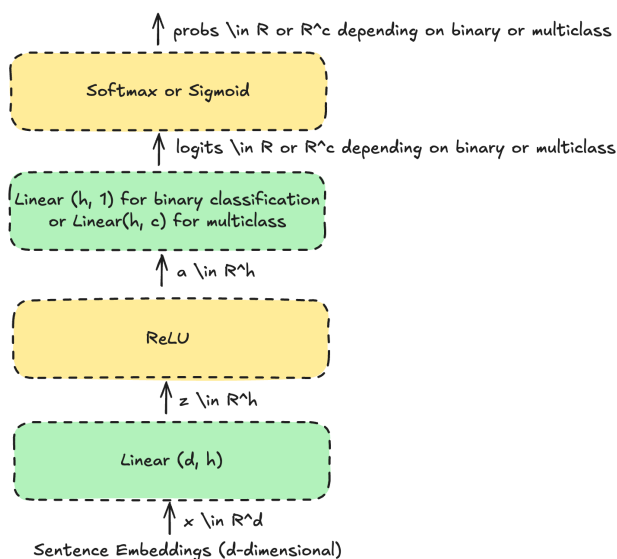 probs \in R or R^c depending on binary or multiclass
Softmax or Sigmoid
logits \in R or R^c depending on binary or multiclass
Linear (h, 1) for binary classification
or Linear(h, c) for multiclass
a \in R^h
ReLU
z \in R^h
Linear (d, h)
x \in R^d
Sentence Embeddings (d-dimensional)